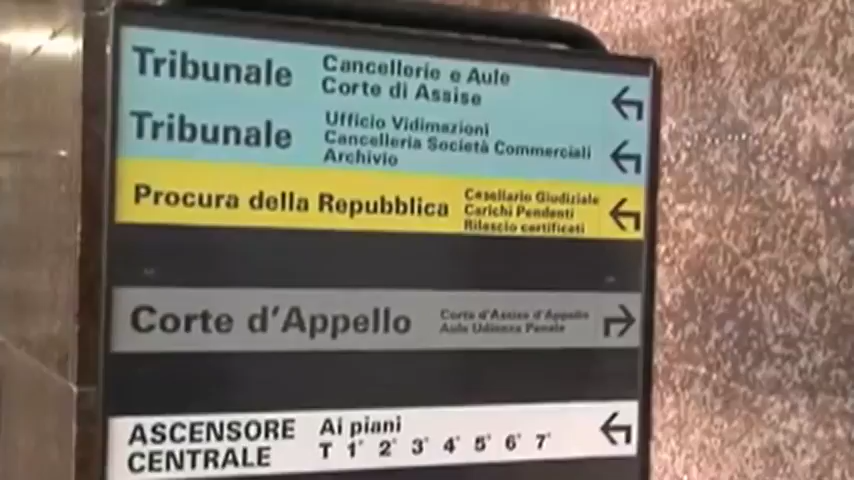 Tribunale Cancellerie e Aule
Corte di Assise
Tribunale Ufficio Vidimazioni
Cancelleria Società Commerciali
Archivio
Procura della Repubblica Casellario Giudiziale
Carichi Pendenti
Rilascio certificati
Corte d'Appello Corte d'Assise d'Appello
Aula Udienza Penale
ASCENSORE CENTRALE Ai piani
T 1° 2° 3° 4° 5° 6° 7°